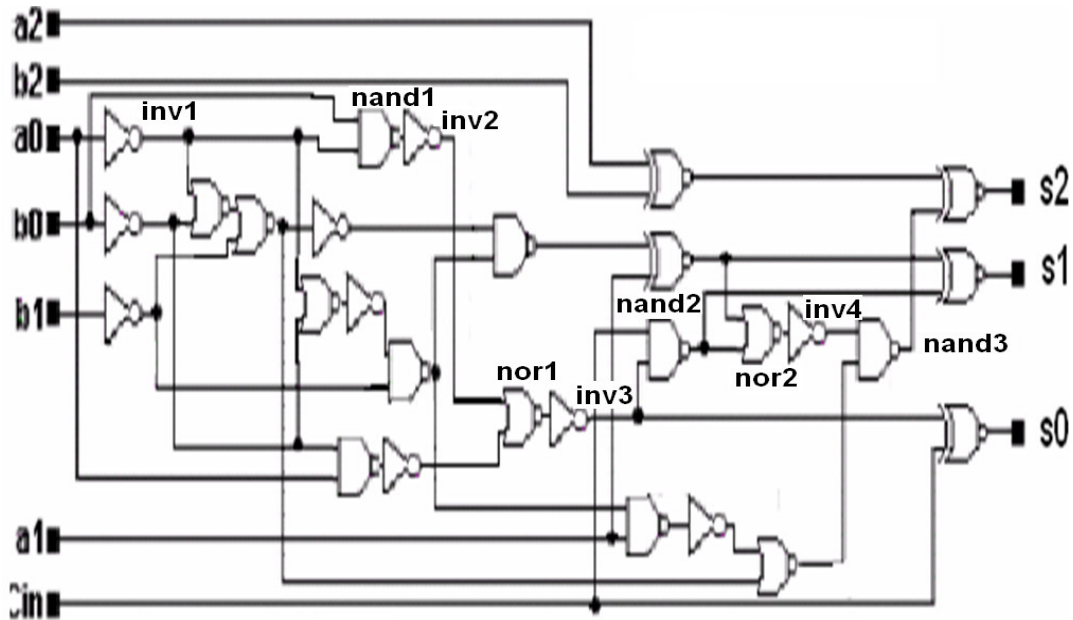 a2
b2
nand1
inv1
inv2
a0
s2
b0
s1
nand2
inv4
b1
nand3
nor1
nor2
inv3
s0
a1
cin